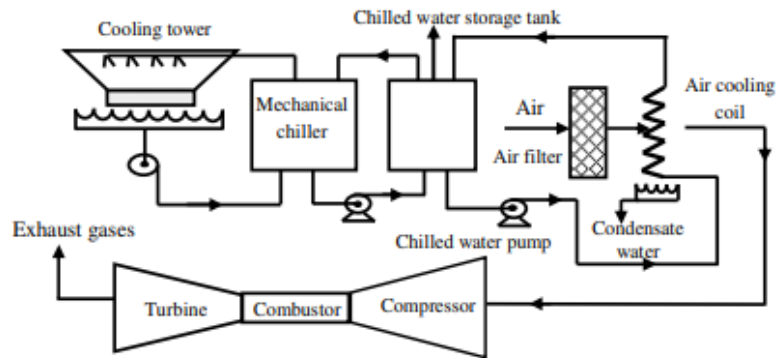 Chilled water storage tank
Cooling tower
Mechanical
chiller
Air
Air filter
Air cooling
coil
Condensate
water
Chilled water pump
Exhaust gases
Turbine
Combustor
Compressor